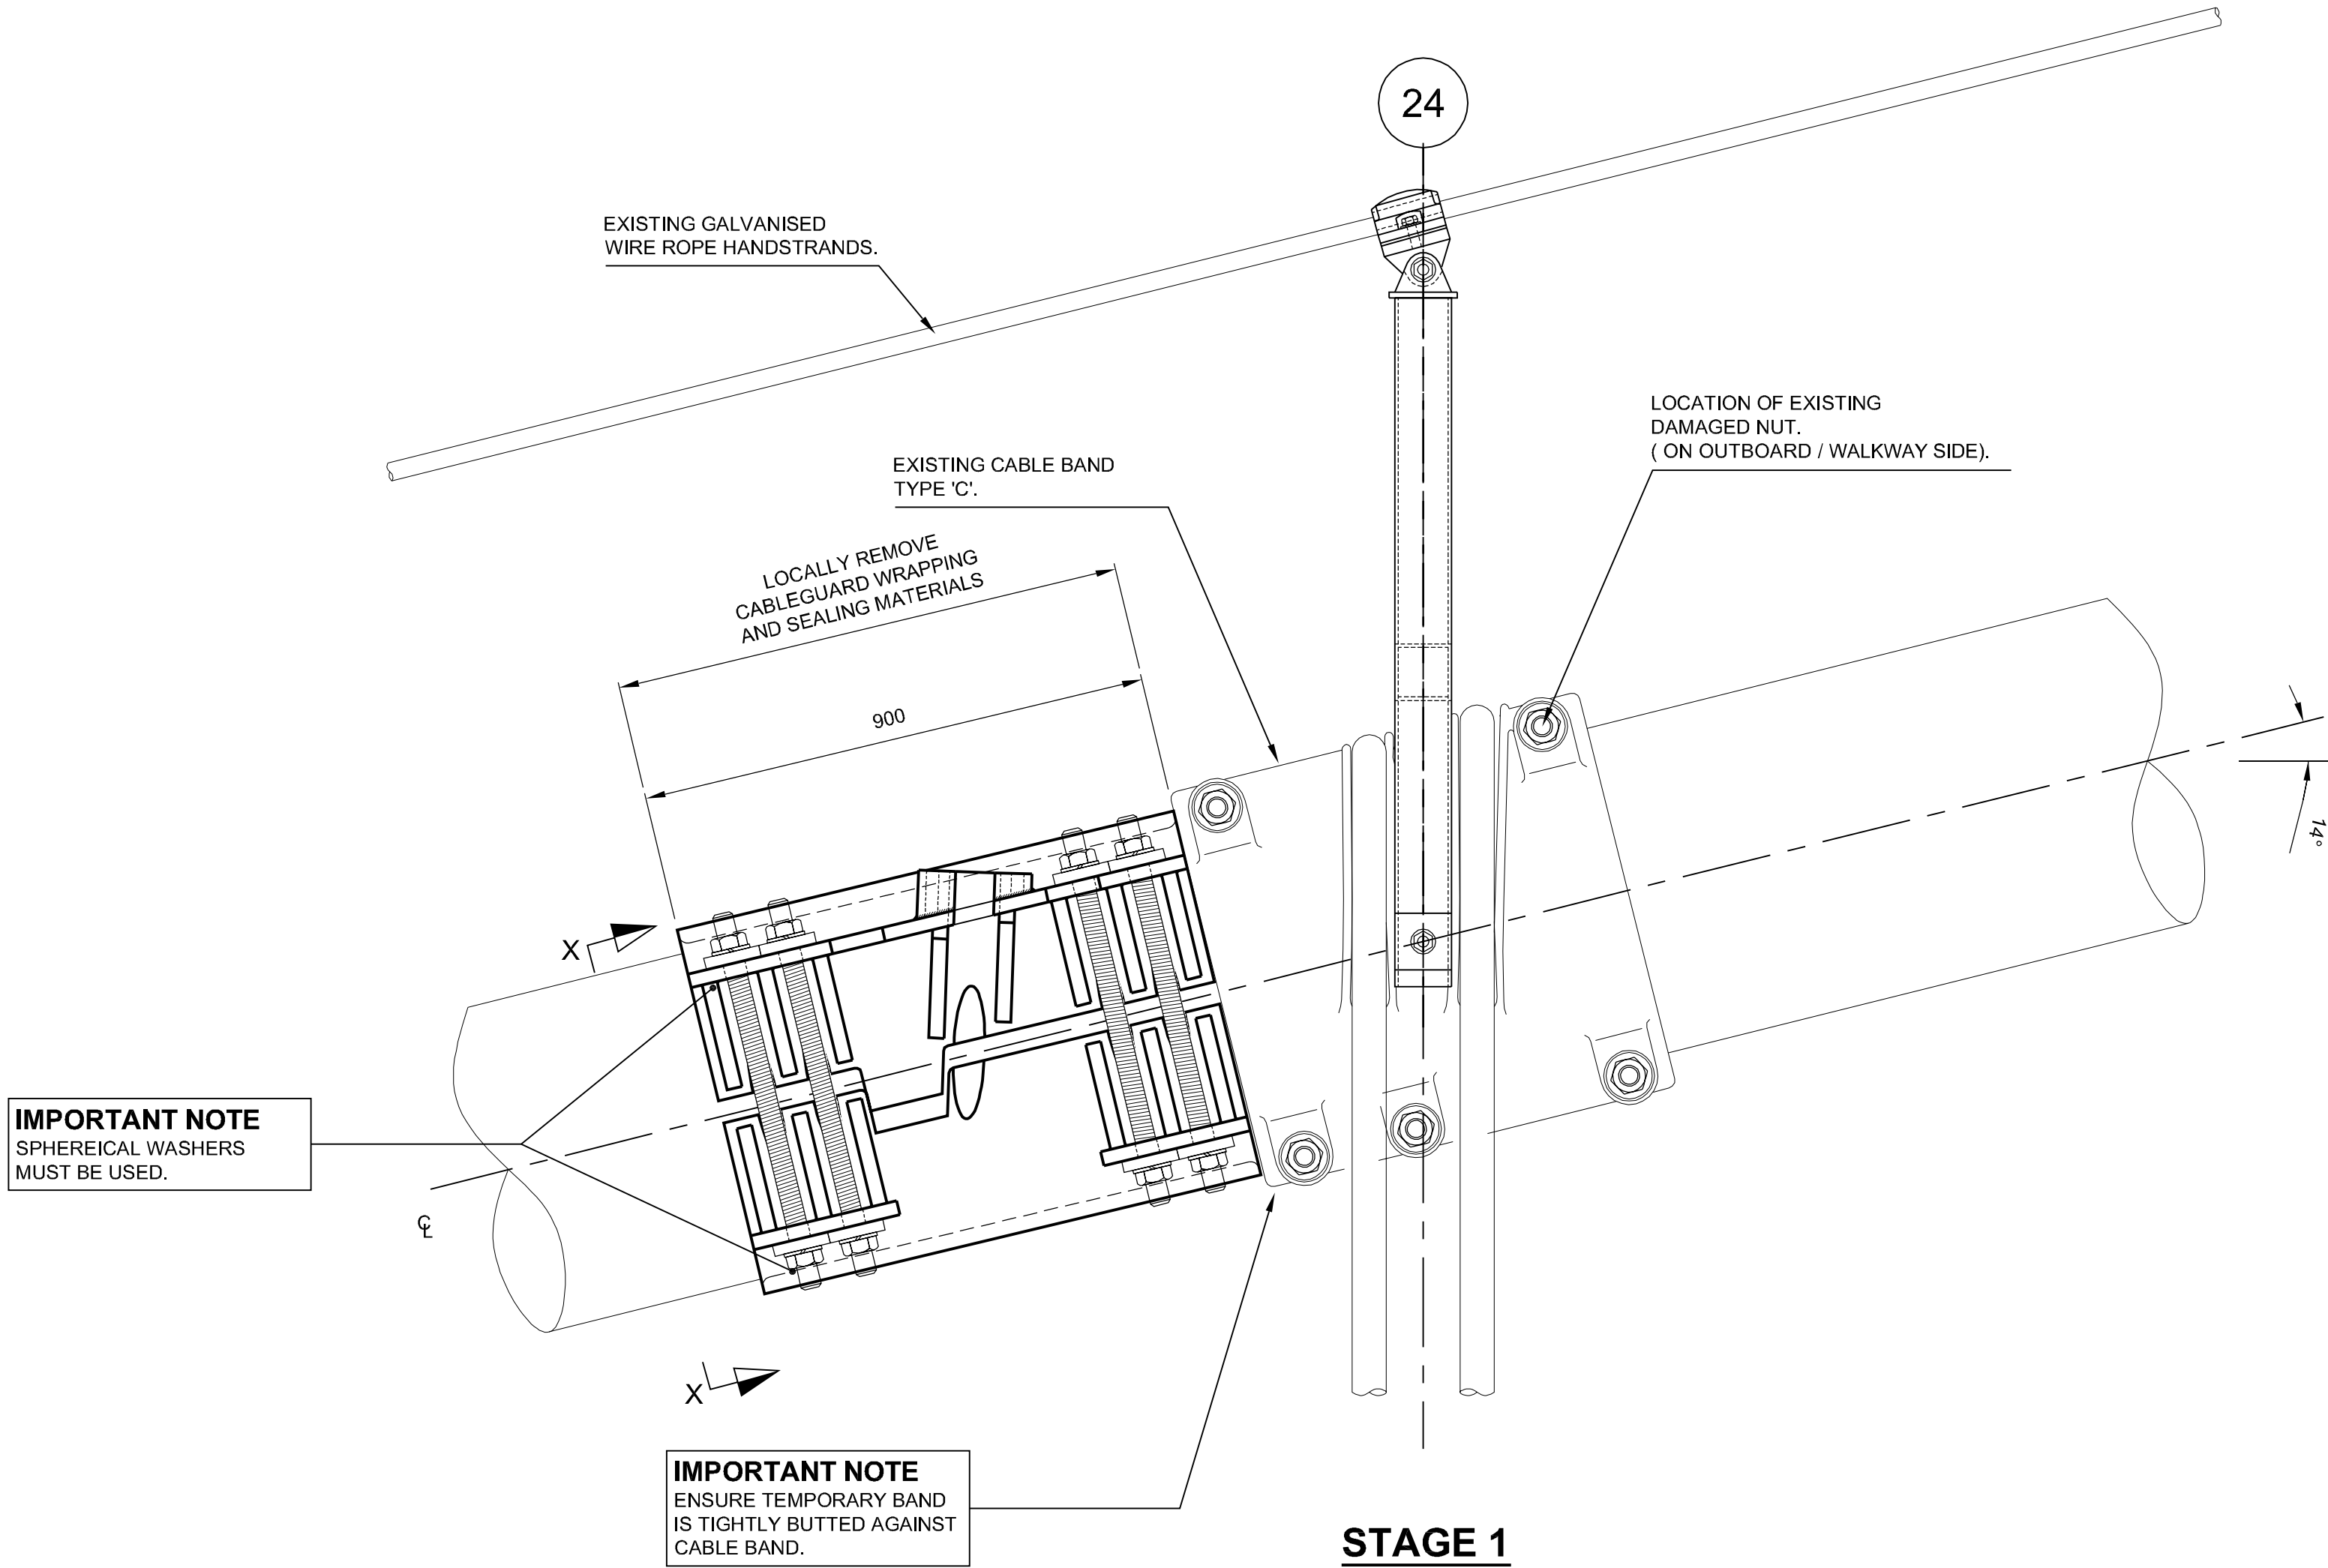 24
EXISTING GALVANISED
WIRE ROPE HANDSTRANDS.
LOCATION OF EXISTING
DAMAGED NUT.
( ON OUTBOARD / WALKWAY SIDE).
EXISTING CABLE BAND
TYPE 'C'.
LOCALLY REMOVE
CABLEGUARD WRAPPING
AND SEALING MATERIALS
900
14°
X
IMPORTANT NOTE
SPHEREICAL WASHERS
MUST BE USED.
℄
X
IMPORTANT NOTE
ENSURE TEMPORARY BAND
IS TIGHTLY BUTTED AGAINST
CABLE BAND.
STAGE 1